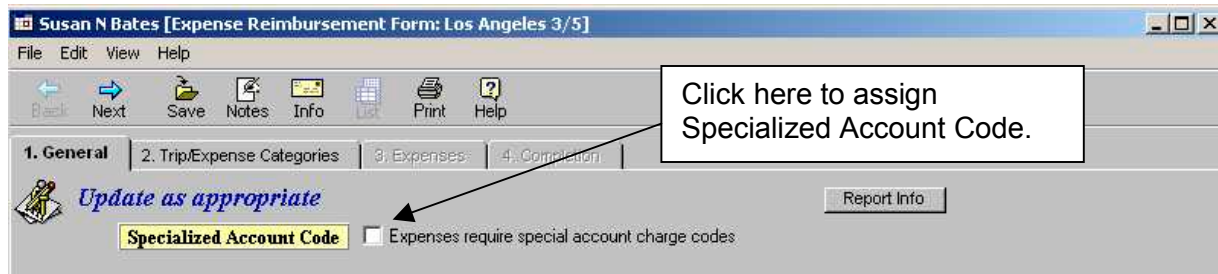 Susan N Bates [Expense Reimbursement Form: Los Angeles 3/5]
File Edit View Help
Back Next Save Notes Info List Print Help
Click here to assign
Specialized Account Code.
1. General 2. Trip/Expense Categories 3. Expenses 4. Completion
Update as appropriate
Report Info
Specialized Account Code Expenses require special account charge codes